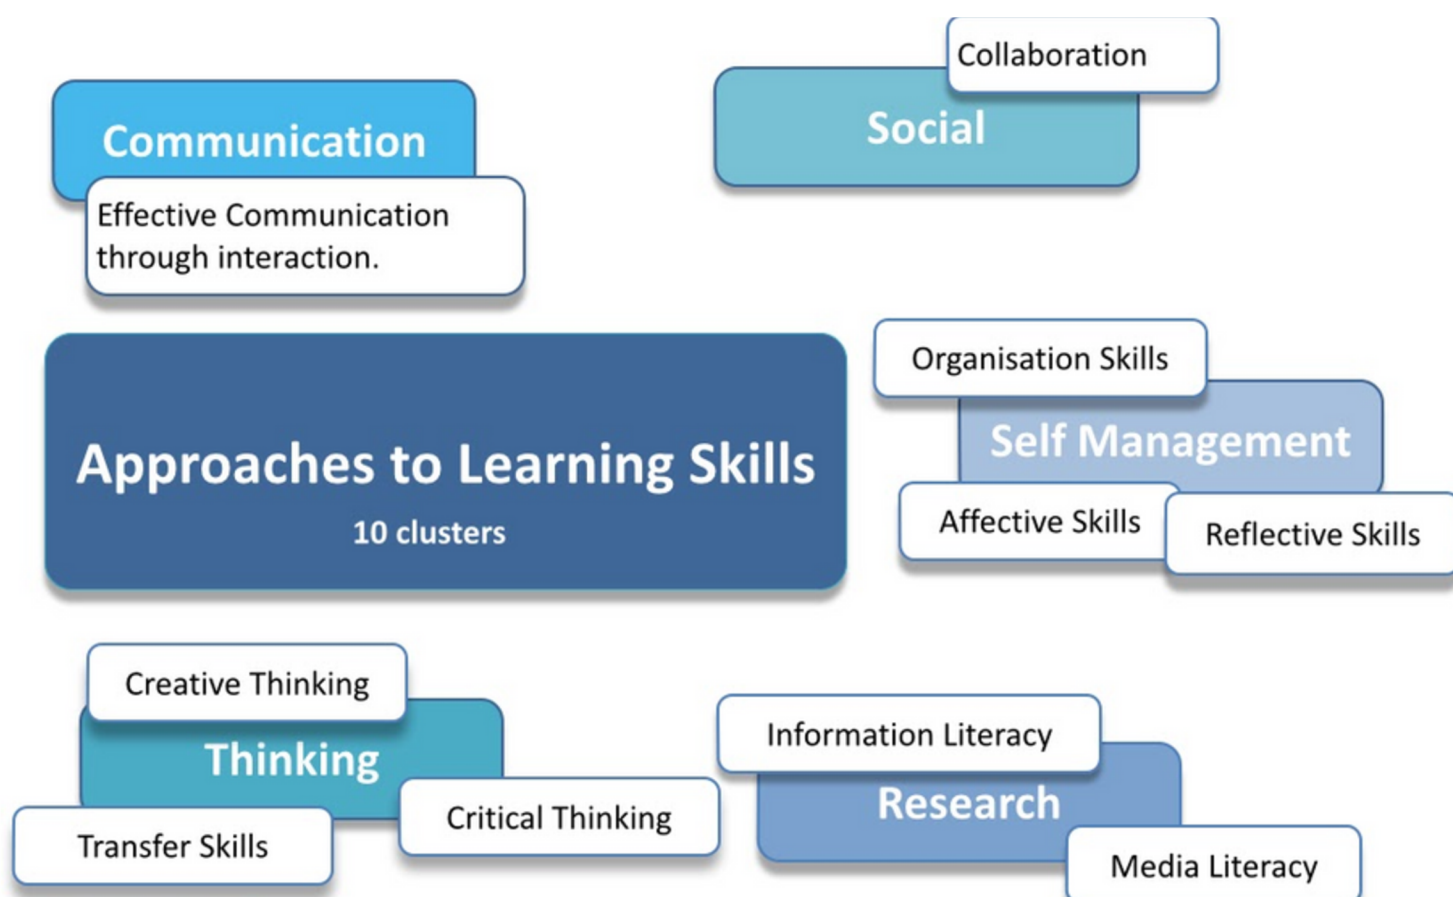 Collaboration
Communication
Social
Effective Communication
through interaction.
Organisation Skills
Approaches to Learning Skills
10 clusters
Self Management
Affective Skills
Reflective Skills
Creative Thinking
Thinking
Critical Thinking
Transfer Skills
Information Literacy
Research
Media Literacy